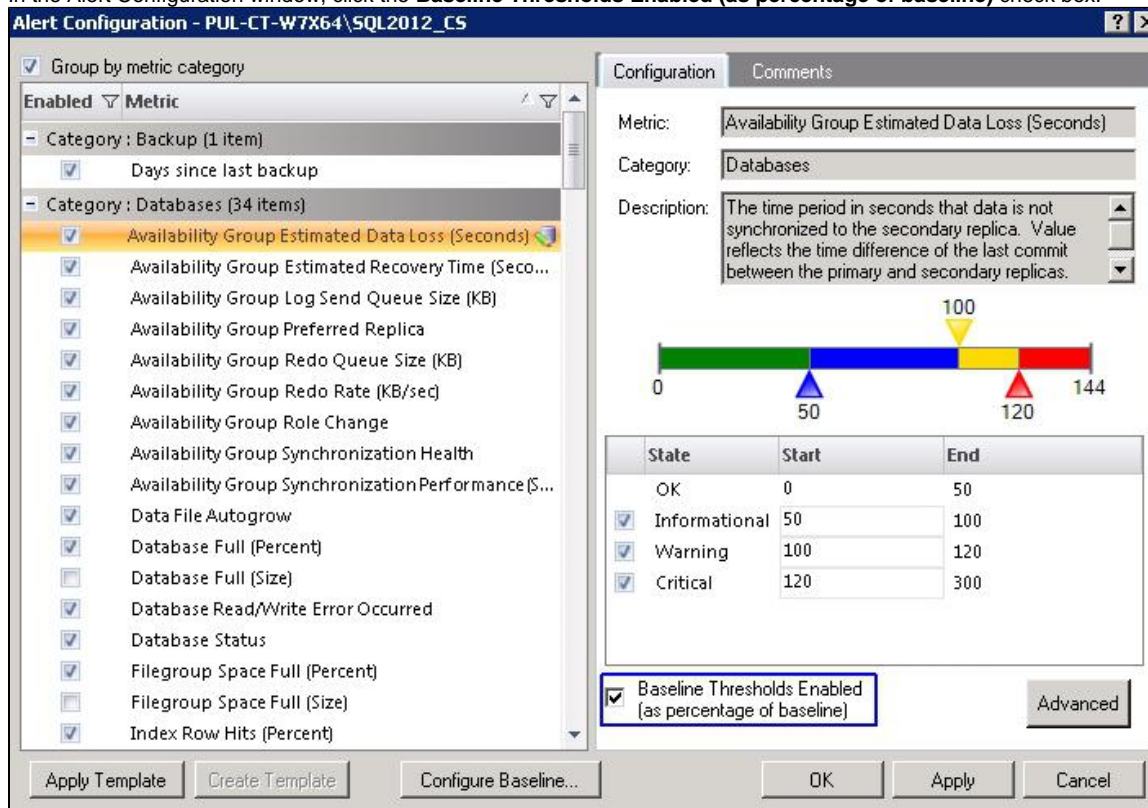 In the Alert Configuration window, click the Baseline Thresholds Enabled (as percentage of baseline) check box.
Alert Configuration - PUL-CT-W7X64\SQL2012_CS
Group by metric category
Enabled Metric
Category : Backup (1 item)
Days since last backup
Category : Databases (34 items)
Availability Group Estimated Data Loss (Seconds)
Availability Group Estimated Recovery Time (Seco...
Availability Group Log Send Queue Size (KB)
Availability Group Preferred Replica
Availability Group Redo Queue Size (KB)
Availability Group Redo Rate (KB/sec)
Availability Group Role Change
Availability Group Synchronization Health
Availability Group Synchronization Performance (S...
Data File Autogrow
Database Full (Percent)
Database Full (Size)
Database Read/Write Error Occurred
Database Status
Filegroup Space Full (Percent)
Filegroup Space Full (Size)
Index Row Hits (Percent)
Apply Template
Create Template
Configure Baseline...
Configuration
Comments
Metric: Availability Group Estimated Data Loss (Seconds)
Category: Databases
Description: The time period in seconds that data is not
synchronized to the secondary replica. Value
reflects the time difference of the last commit
between the primary and secondary replicas.
100
0
144
50
120
State Start End
OK 0 50
Informational 50 100
Warning 100 120
Critical 120 300
Baseline Thresholds Enabled
(as percentage of baseline)
Advanced
OK
Apply
Cancel